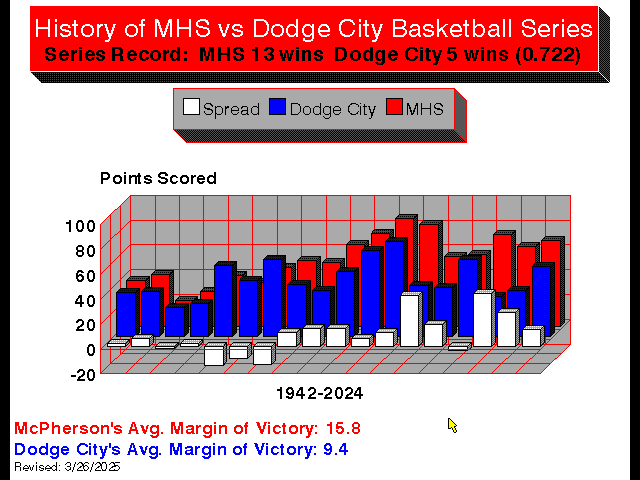 History of MHS vs Dodge City Basketball Series
Series Record:  MHS 13 wins  Dodge City 5 wins (0.722)
Spread Dodge City MHS
Points Scored
100
80
60
40
20
0
-20
1942-2024
McPherson's Avg. Margin of Victory: 15.8
Dodge City's Avg. Margin of Victory: 9.4
Revised: 3/26/2025